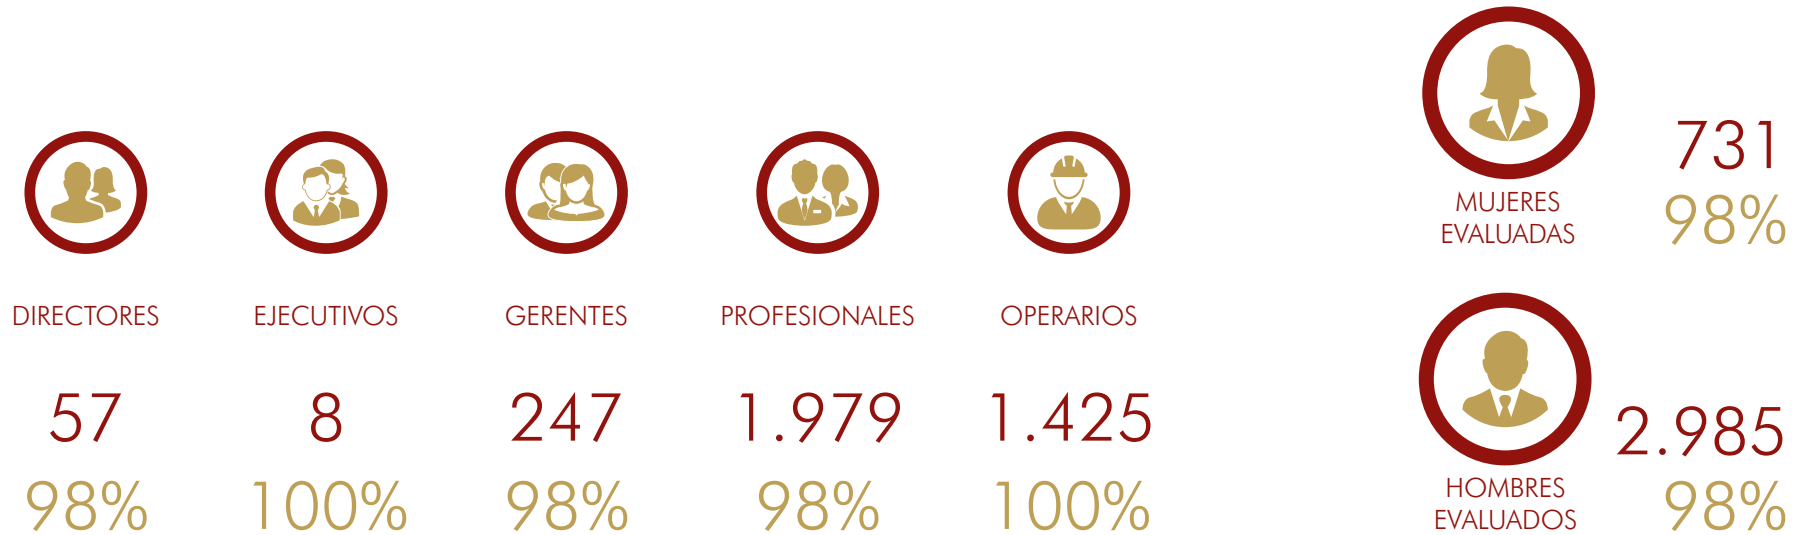 DIRECTORES
57
98%
EJECUTIVOS
8
100%
GERENTES
247
98%
PROFESIONALES
1.979
98%
OPERARIOS
1.425
100%
MUJERES
EVALUADAS
731
98%
HOMBRES
EVALUADOS
2.985
98%